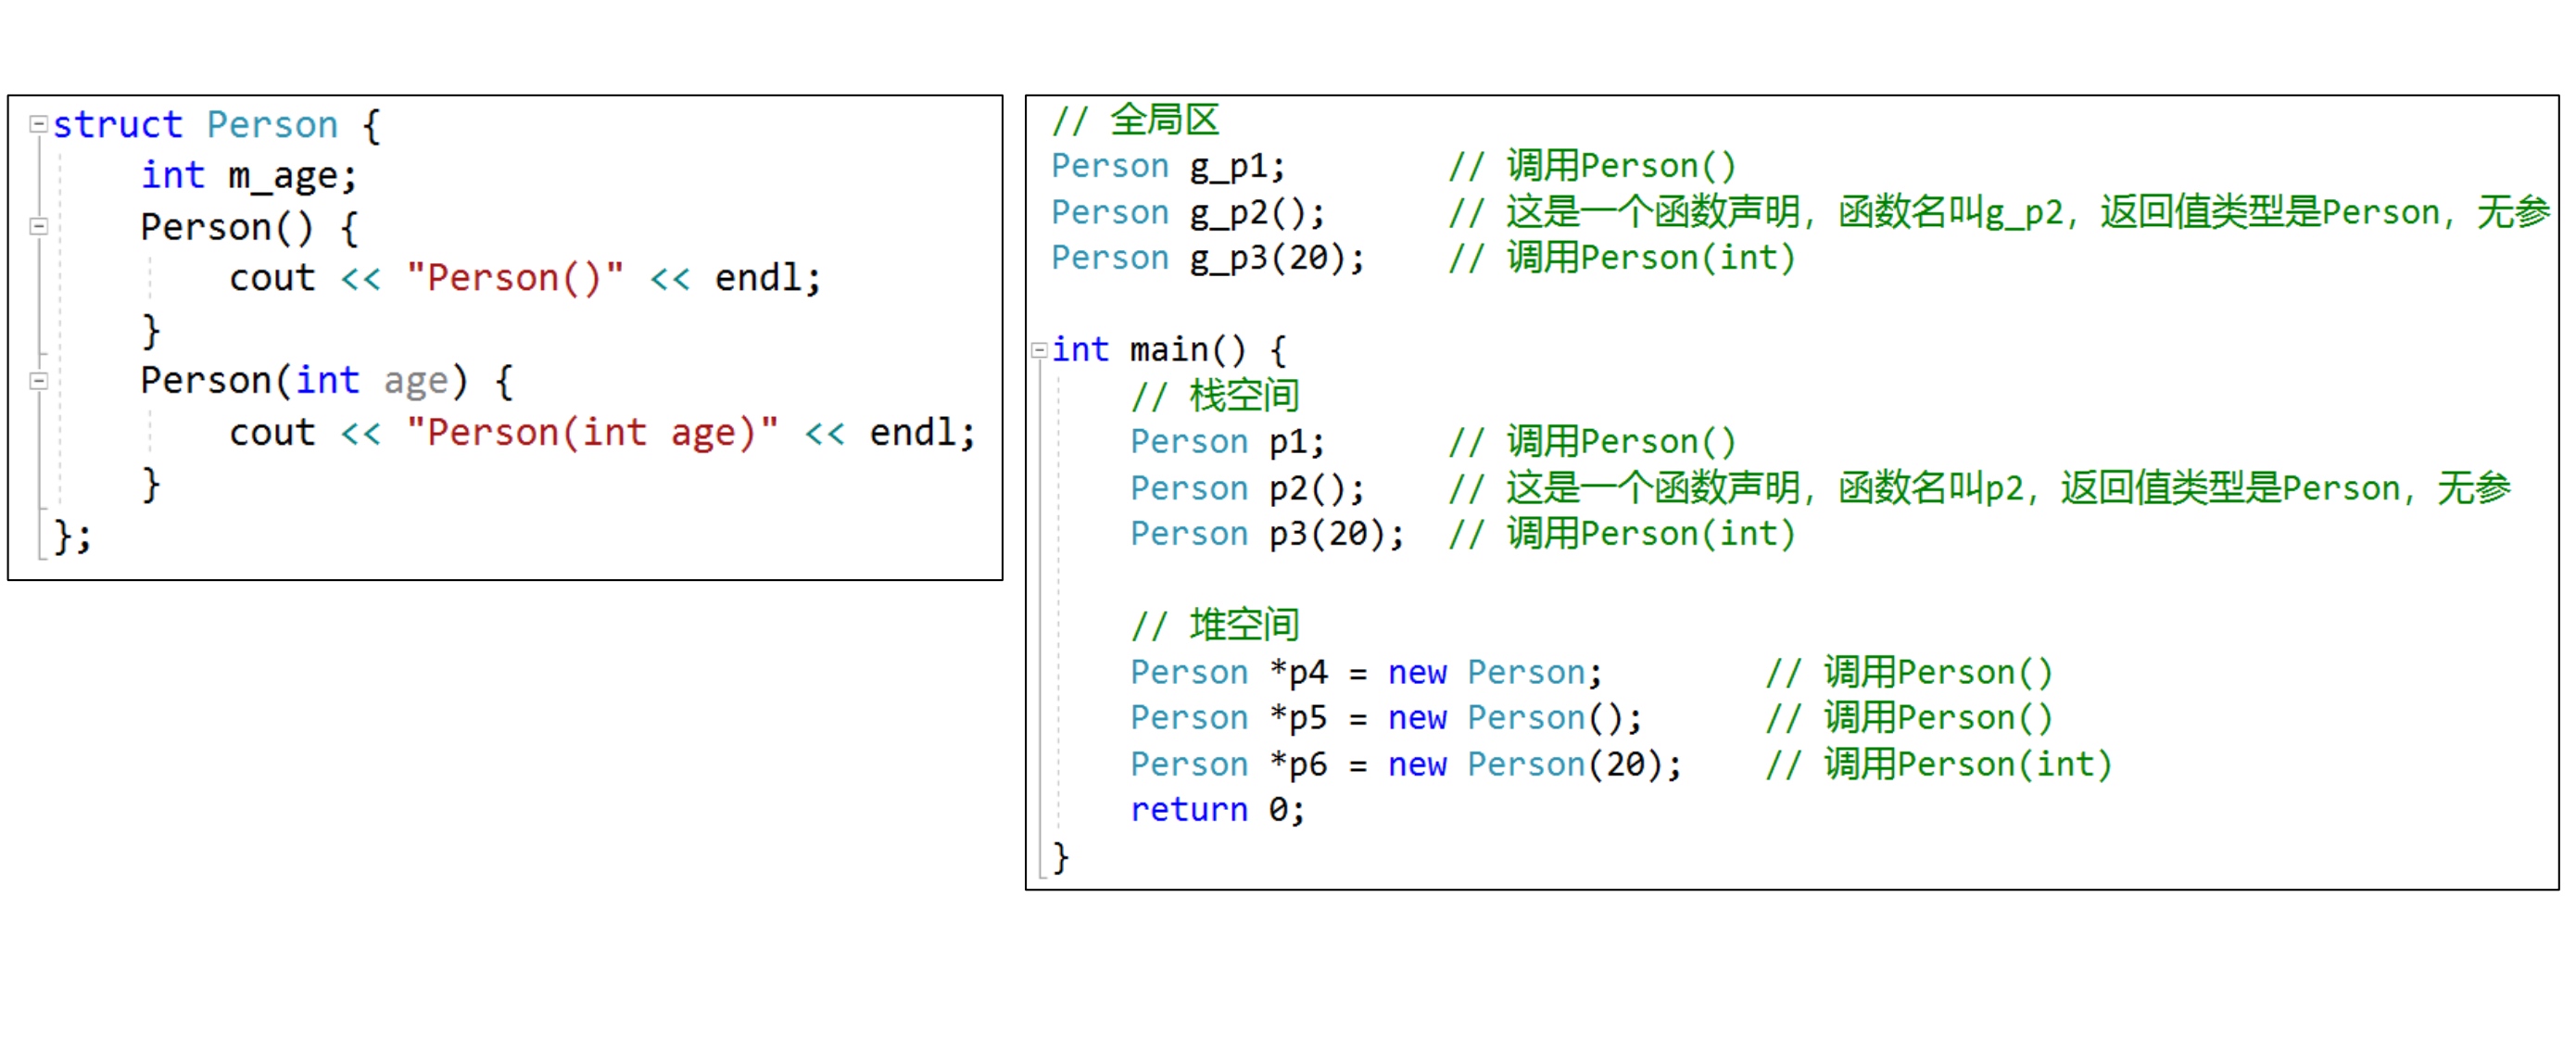 struct Person {
    int m_age;
    Person() {
        cout << "Person()" << endl;
    }
    Person(int age) {
        cout << "Person(int age)" << endl;
    }
};
// 全局区
Person g_p1;        // 调用Person()
Person g_p2();      // 这是一个函数声明，函数名叫g_p2，返回值类型是Person，无参
Person g_p3(20);    // 调用Person(int)
int main() {
    // 栈空间
    Person p1;      // 调用Person()
    Person p2();    // 这是一个函数声明，函数名叫p2，返回值类型是Person，无参
    Person p3(20);  // 调用Person(int)
    // 堆空间
    Person *p4 = new Person;        // 调用Person()
    Person *p5 = new Person();      // 调用Person()
    Person *p6 = new Person(20);    // 调用Person(int)
    return 0;
}